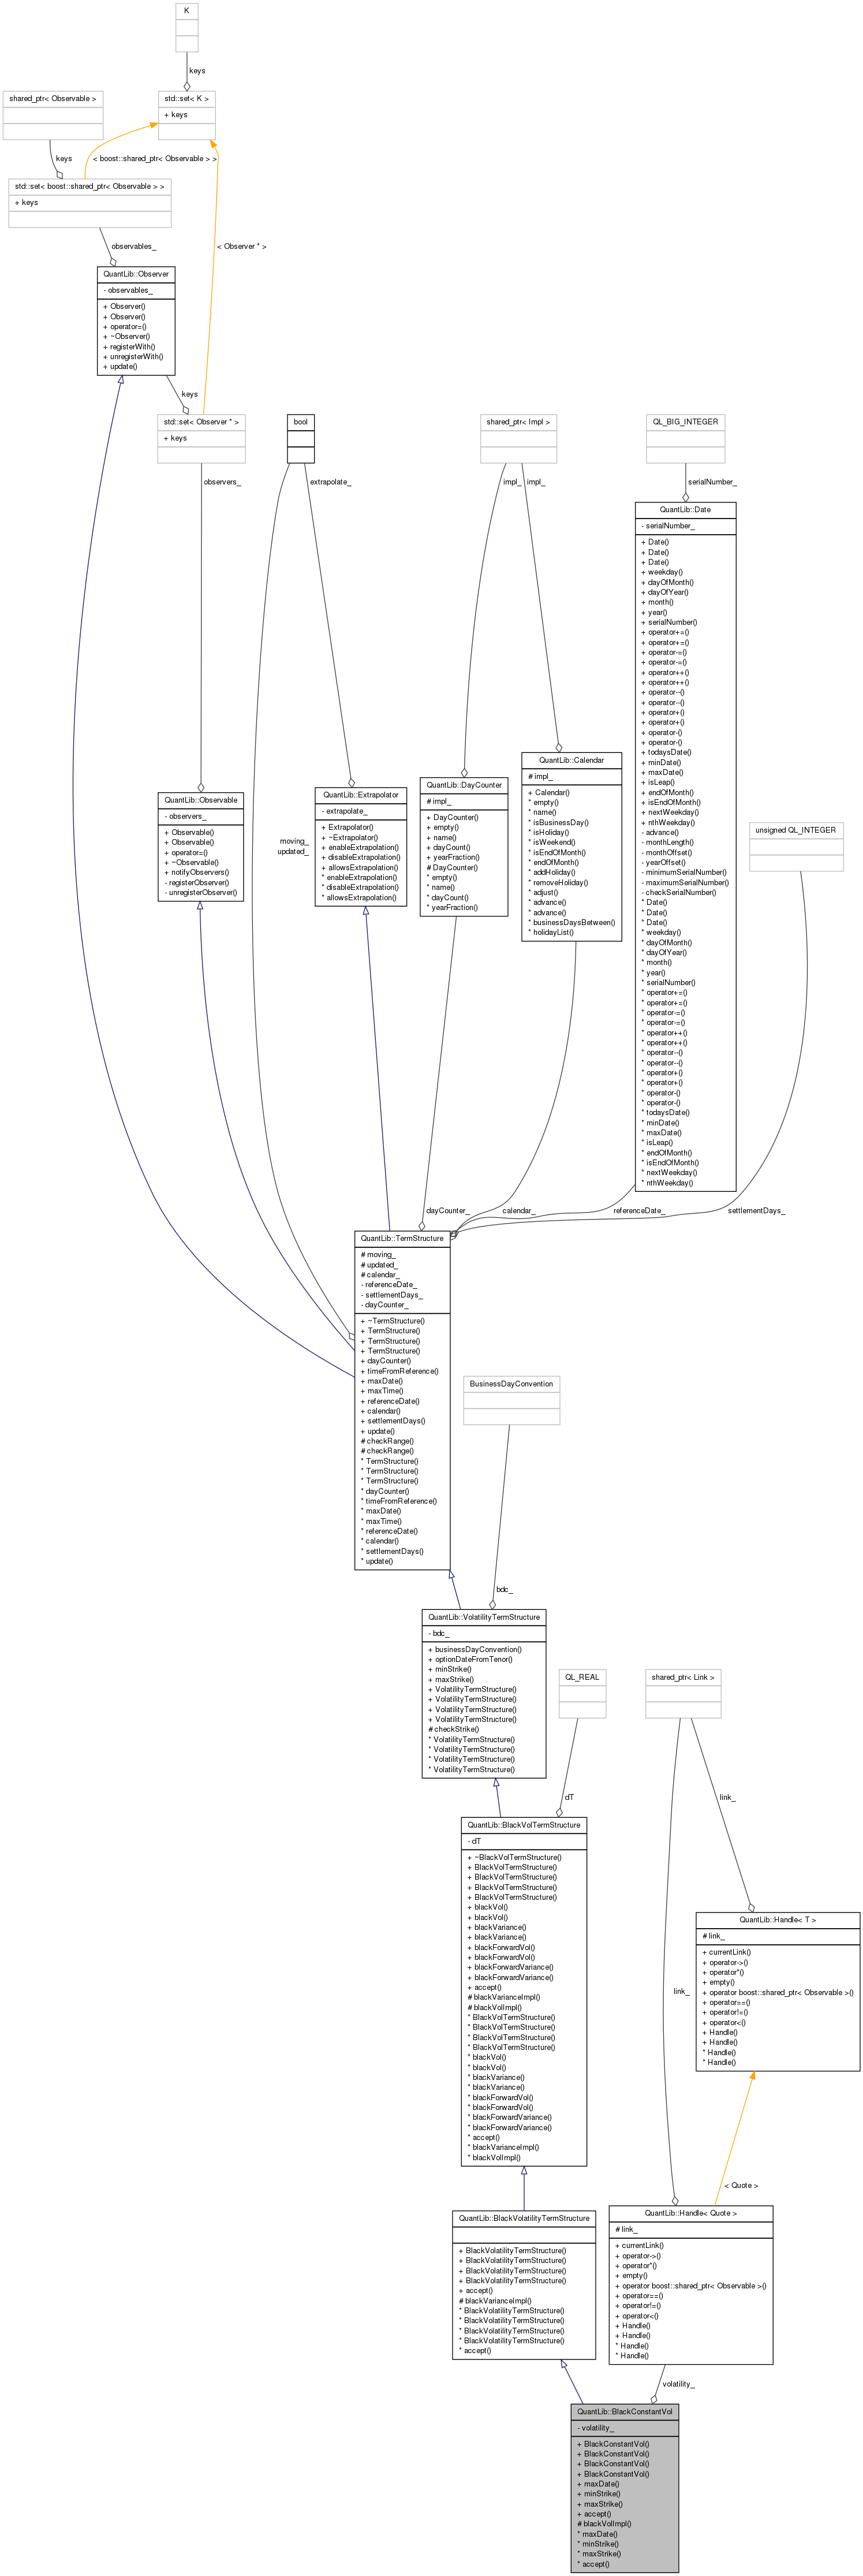 K
keys
shared_ptr< Observable >
std::set< K >
+ keys
keys
< boost::shared_ptr< Observable > >
std::set< boost::shared_ptr< Observable > >
+ keys
observables_
< Observer * >
QuantLib::Observer
- observables_
+ Observer()
+ Observer()
+ operator=()
+ ~Observer()
+ registerWith()
+ unregisterWith()
+ update()
keys
std::set< Observer * >
+ keys
observers_
bool
extrapolate_
shared_ptr< Impl >
impl_
impl_
QL_BIG_INTEGER
serialNumber_
QuantLib::Date
- serialNumber_
+ Date()
+ Date()
+ Date()
+ weekday()
+ dayOfMonth()
+ dayOfYear()
+ month()
+ year()
+ serialNumber()
+ operator+=()
+ operator+=()
+ operator-=()
+ operator-=()
+ operator++()
+ operator++()
+ operator--()
+ operator--()
+ operator+()
+ operator+()
+ operator-()
+ operator-()
+ todaysDate()
+ minDate()
+ maxDate()
+ isLeap()
+ endOfMonth()
+ isEndOfMonth()
+ nextWeekday()
+ nthWeekday()
- advance()
- monthLength()
- monthOffset()
- yearOffset()
- minimumSerialNumber()
- maximumSerialNumber()
- checkSerialNumber()
* Date()
* Date()
* Date()
* weekday()
* dayOfMonth()
* dayOfYear()
* month()
* year()
* serialNumber()
* operator+=()
* operator+=()
* operator-=()
* operator-=()
* operator++()
* operator++()
* operator--()
* operator--()
* operator+()
* operator+()
* operator-()
* operator-()
* todaysDate()
* minDate()
* maxDate()
* isLeap()
* endOfMonth()
* isEndOfMonth()
* nextWeekday()
* nthWeekday()
QuantLib::Observable
- observers_
+ Observable()
+ Observable()
+ operator=()
+ ~Observable()
+ notifyObservers()
- registerObserver()
- unregisterObserver()
moving_
updated_
QuantLib::Extrapolator
- extrapolate_
+ Extrapolator()
+ ~Extrapolator()
+ enableExtrapolation()
+ disableExtrapolation()
+ allowsExtrapolation()
* enableExtrapolation()
* disableExtrapolation()
* allowsExtrapolation()
QuantLib::DayCounter
# impl_
+ DayCounter()
+ empty()
+ name()
+ dayCount()
+ yearFraction()
# DayCounter()
* empty()
* name()
* dayCount()
* yearFraction()
QuantLib::Calendar
# impl_
+ Calendar()
* empty()
* name()
* isBusinessDay()
* isHoliday()
* isWeekend()
* isEndOfMonth()
* endOfMonth()
* addHoliday()
* removeHoliday()
* adjust()
* advance()
* advance()
* businessDaysBetween()
* holidayList()
unsigned QL_INTEGER
dayCounter_
calendar_
referenceDate_
settlementDays_
QuantLib::TermStructure
# moving_
# updated_
# calendar_
- referenceDate_
- settlementDays_
- dayCounter_
+ ~TermStructure()
+ TermStructure()
+ TermStructure()
+ TermStructure()
+ dayCounter()
+ timeFromReference()
+ maxDate()
+ maxTime()
+ referenceDate()
+ calendar()
+ settlementDays()
+ update()
# checkRange()
# checkRange()
* TermStructure()
* TermStructure()
* TermStructure()
* dayCounter()
* timeFromReference()
* maxDate()
* maxTime()
* referenceDate()
* calendar()
* settlementDays()
* update()
BusinessDayConvention
bdc_
QuantLib::VolatilityTermStructure
- bdc_
+ businessDayConvention()
+ optionDateFromTenor()
+ minStrike()
+ maxStrike()
+ VolatilityTermStructure()
+ VolatilityTermStructure()
+ VolatilityTermStructure()
+ VolatilityTermStructure()
# checkStrike()
* VolatilityTermStructure()
* VolatilityTermStructure()
* VolatilityTermStructure()
* VolatilityTermStructure()
QL_REAL
dT
shared_ptr< Link >
link_
link_
QuantLib::BlackVolTermStructure
- dT
+ ~BlackVolTermStructure()
+ BlackVolTermStructure()
+ BlackVolTermStructure()
+ BlackVolTermStructure()
+ BlackVolTermStructure()
+ blackVol()
+ blackVol()
+ blackVariance()
+ blackVariance()
+ blackForwardVol()
+ blackForwardVol()
+ blackForwardVariance()
+ blackForwardVariance()
+ accept()
# blackVarianceImpl()
# blackVolImpl()
* BlackVolTermStructure()
* BlackVolTermStructure()
* BlackVolTermStructure()
* BlackVolTermStructure()
* blackVol()
* blackVol()
* blackVariance()
* blackVariance()
* blackForwardVol()
* blackForwardVol()
* blackForwardVariance()
* blackForwardVariance()
* accept()
* blackVarianceImpl()
* blackVolImpl()
QuantLib::Handle< T >
# link_
+ currentLink()
+ operator->()
+ operator*()
+ empty()
+ operator boost::shared_ptr< Observable >()
+ operator==()
+ operator!=()
+ operator<()
+ Handle()
+ Handle()
* Handle()
* Handle()
< Quote >
QuantLib::BlackVolatilityTermStructure
+ BlackVolatilityTermStructure()
+ BlackVolatilityTermStructure()
+ BlackVolatilityTermStructure()
+ BlackVolatilityTermStructure()
+ accept()
# blackVarianceImpl()
* BlackVolatilityTermStructure()
* BlackVolatilityTermStructure()
* BlackVolatilityTermStructure()
* BlackVolatilityTermStructure()
* accept()
QuantLib::Handle< Quote >
# link_
+ currentLink()
+ operator->()
+ operator*()
+ empty()
+ operator boost::shared_ptr< Observable >()
+ operator==()
+ operator!=()
+ operator<()
+ Handle()
+ Handle()
* Handle()
* Handle()
volatility_
QuantLib::BlackConstantVol
- volatility_
+ BlackConstantVol()
+ BlackConstantVol()
+ BlackConstantVol()
+ BlackConstantVol()
+ maxDate()
+ minStrike()
+ maxStrike()
+ accept()
# blackVolImpl()
* maxDate()
* minStrike()
* maxStrike()
* accept()